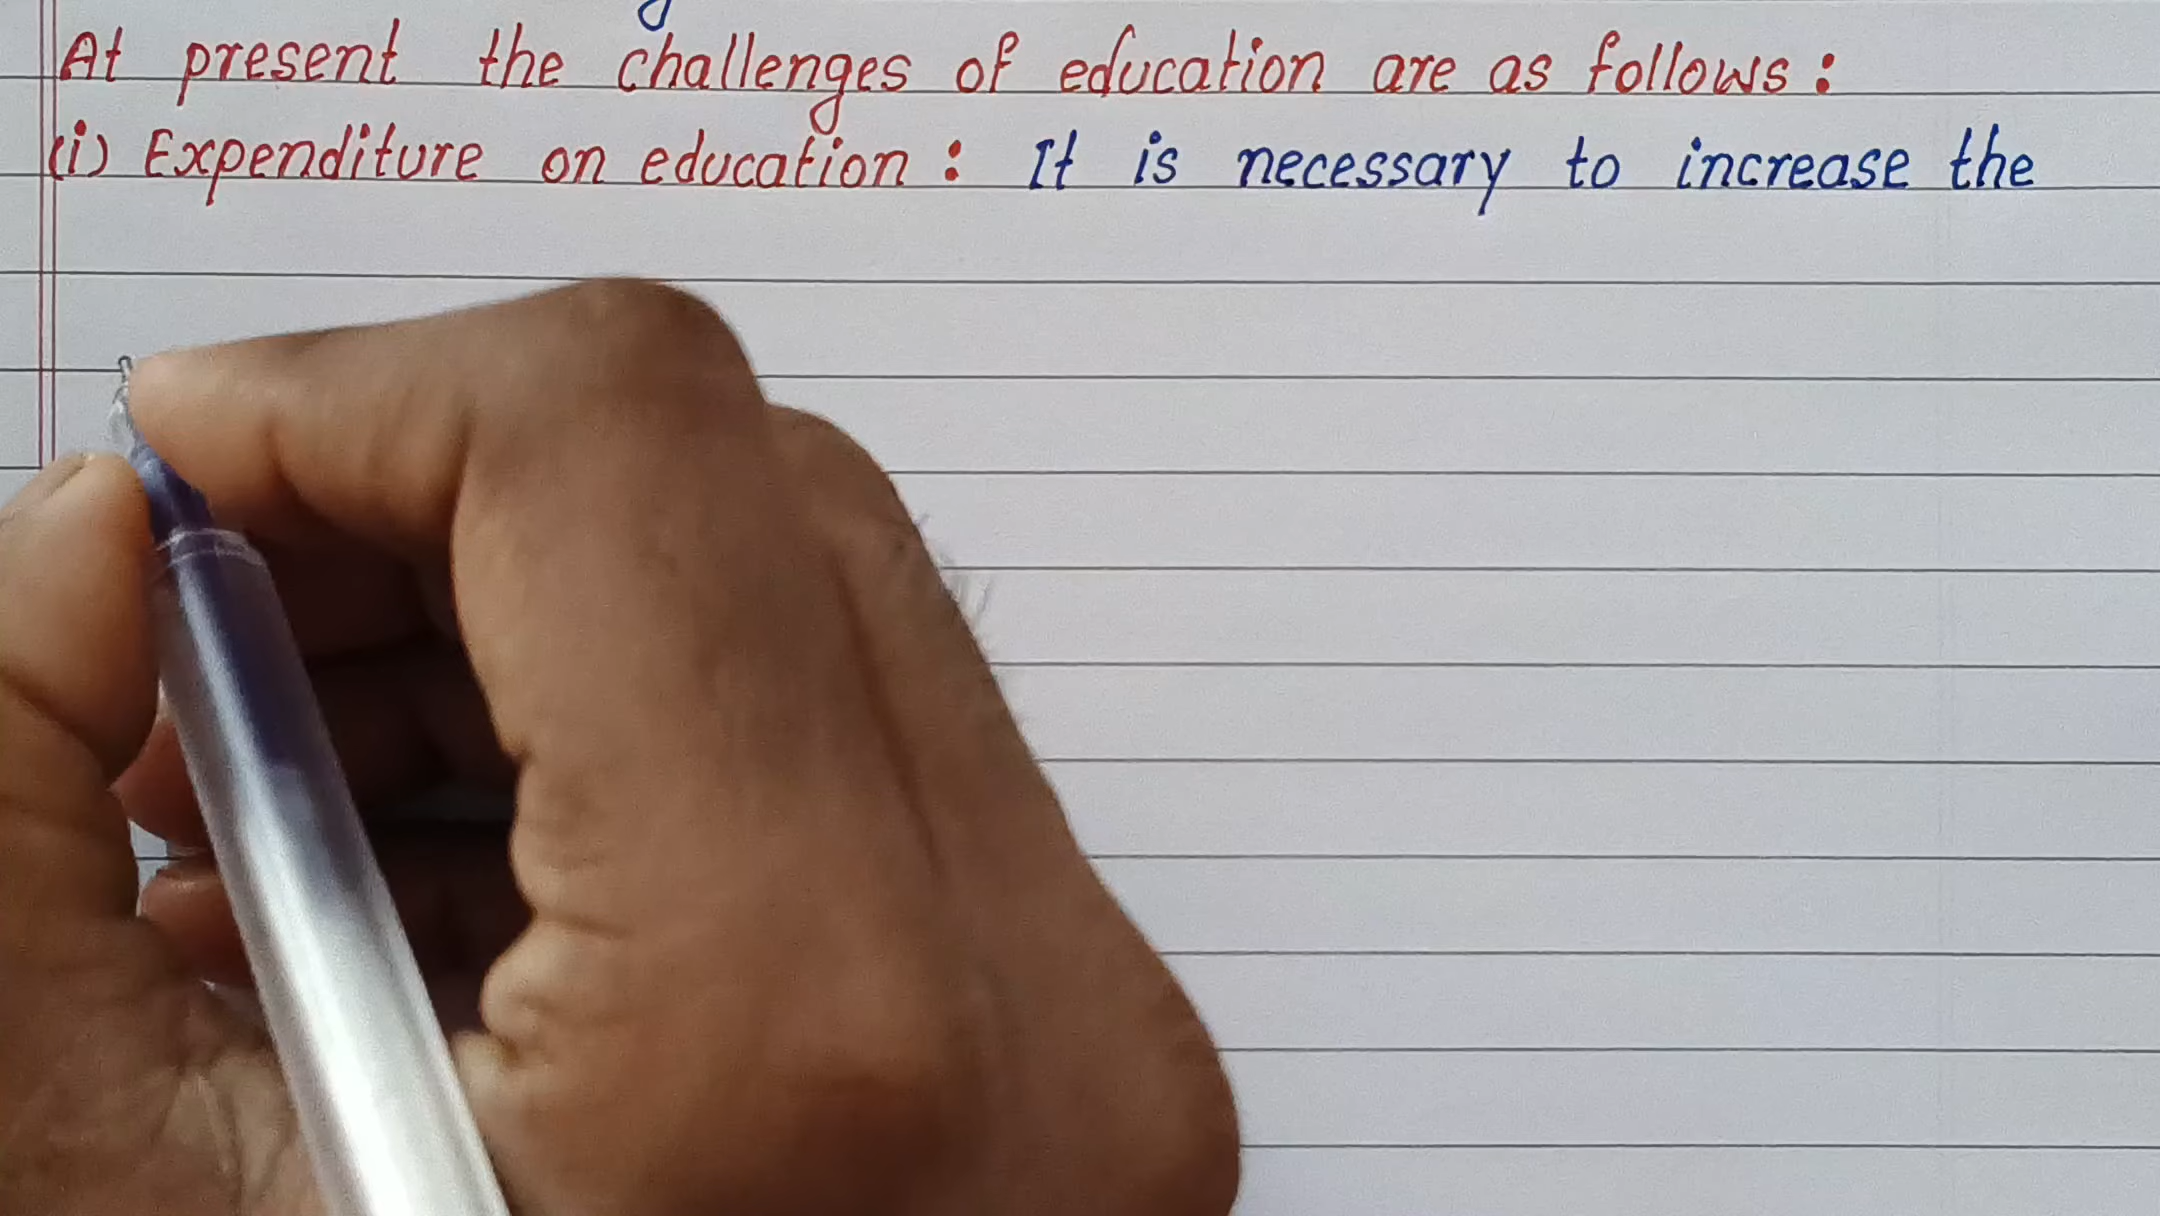 At present the challenges of education are as follows :
(i) Expenditure on education : It is necessary to increase the